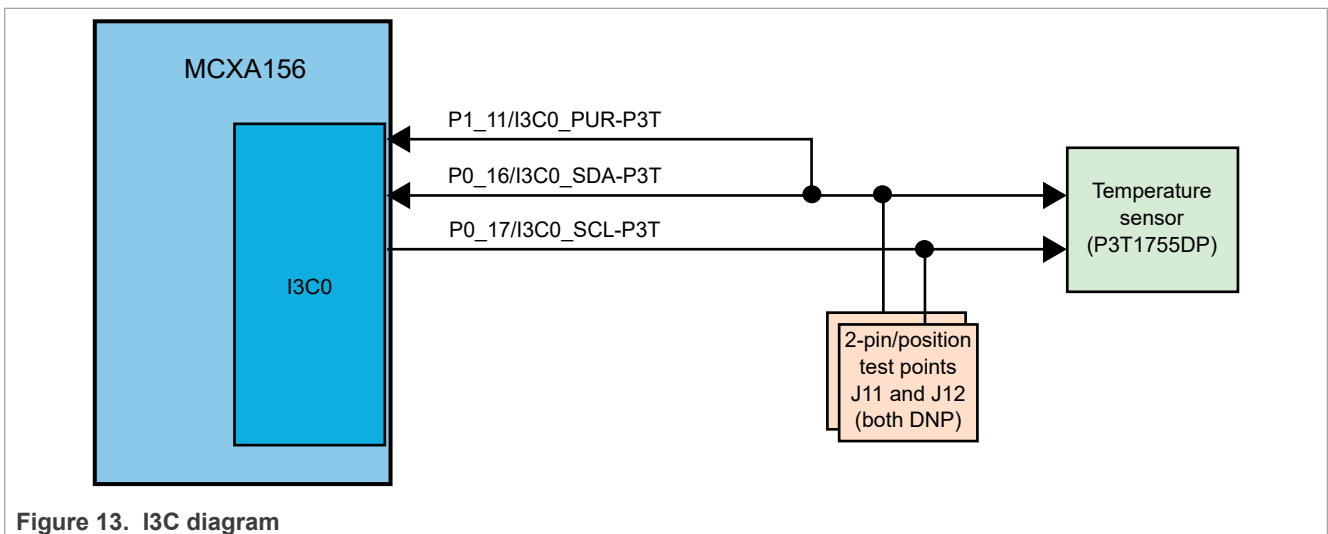 MCXA156
P1_11/I3C0_PUR-P3T
P0_16/I3C0_SDA-P3T
P0_17/I3C0_SCL-P3T
I3C0
Temperature
sensor
(P3T1755DP)
2-pin/position
test points
J11 and J12
(both DNP)
Figure 13. I3C diagram